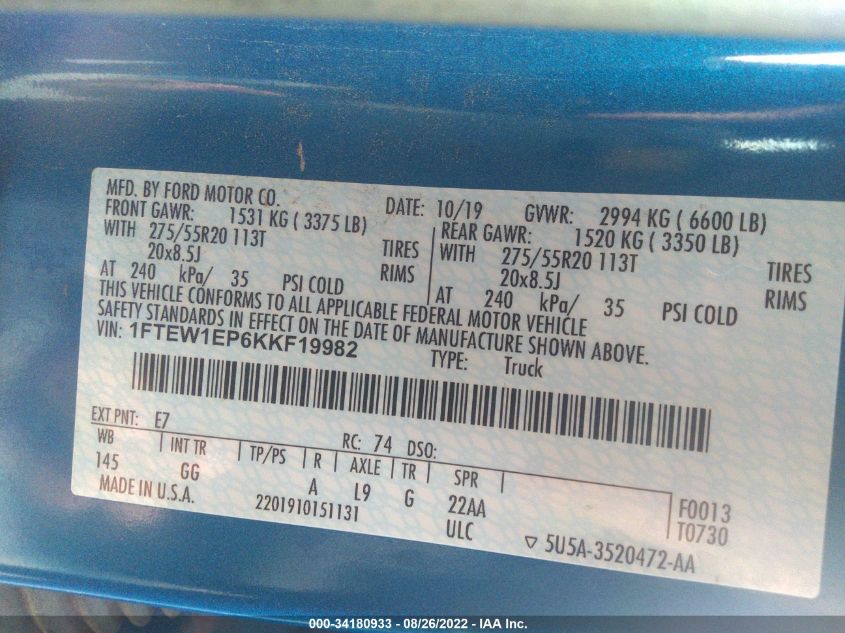 MFD. BY FORD MOTOR CO. DATE: 10/19 GVWR: 2994 KG ( 6600 LB)
FRONT GAWR: 1531 KG ( 3375 LB) REAR GAWR: 1520 KG ( 3350 LB)
WITH 275/55R20 113T TIRES WITH 275/55R20 113T TIRES
20x8.5J RIMS 20x8.5J RIMS
AT 240 kPa/ 35 PSI COLD AT 240 kPa/ 35 PSI COLD
THIS VEHICLE CONFORMS TO ALL APPLICABLE FEDERAL MOTOR VEHICLE
SAFETY STANDARDS IN EFFECT ON THE DATE OF MANUFACTURE SHOWN ABOVE.
VIN: 1FTEW1EP6KKF19982 TYPE: Truck
EXT PNT: E7 RC: 74 DSO:
WB INT TR TP/PS R AXLE TR SPR
145 GG A L9 G 22AA F0013
MADE IN U.S.A. 2201910151131 ULC T0730
▽ 5U5A-3520472-AA
000-34180933 - 08/26/2022 - IAA Inc.